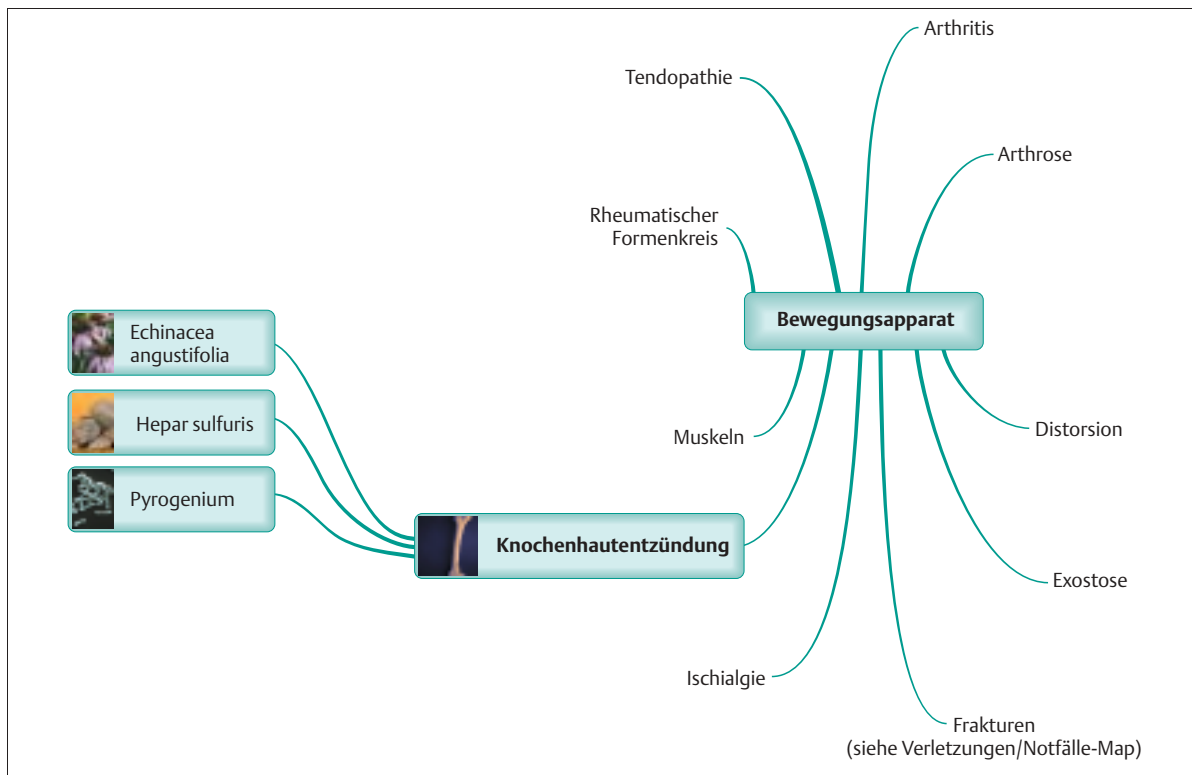 Arthritis
Tendopathie
Arthrose
Rheumatischer
Formenkreis
Bewegungsapparat
Echinacea
angustifolia
Hepar sulfuris
Muskeln
Distorsion
Pyrogenium
Knochenhautentzündung
Exostose
Ischialgie
Frakturen
(siehe Verletzungen/Notfälle-Map)